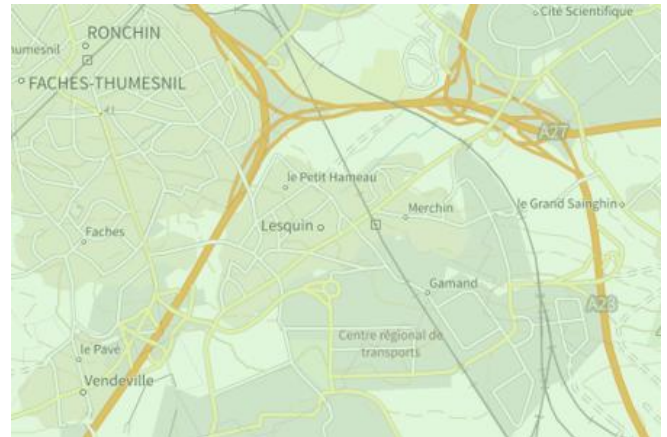 Cité Scientifique
RONCHIN
humesnil
FACHES-THUMESNIL
41
A27
le Petit Hameau
Merchin
le Grand Sainghin
Lesquin
Faches
Gamand
A23
Centre régional de
transports
le Pavé
Vendeville